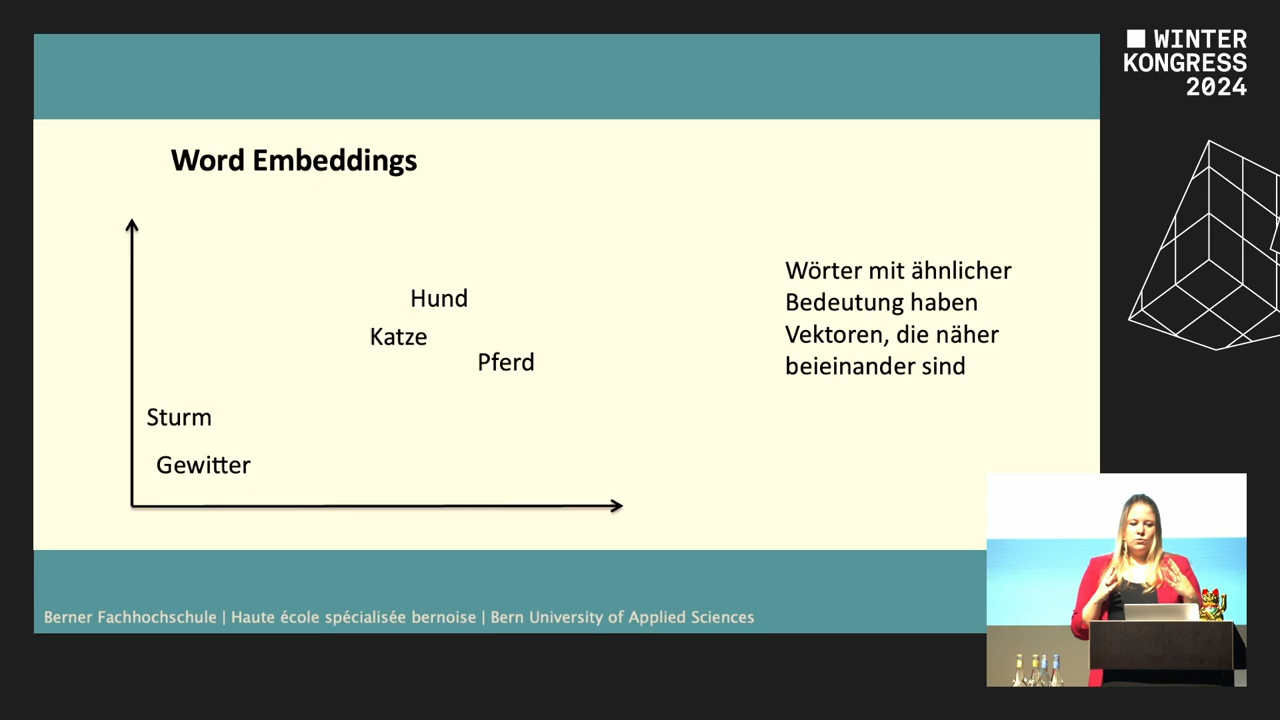 WINTER
KONGRESS
2024
Word Embeddings
Hund
Katze
Pferd
Sturm
Gewitter
Wörter mit ähnlicher
Bedeutung haben
Vektoren, die näher
beieinander sind
Berner Fachhochschule | Haute école spécialisée bernoise | Bern University of Applied Sciences